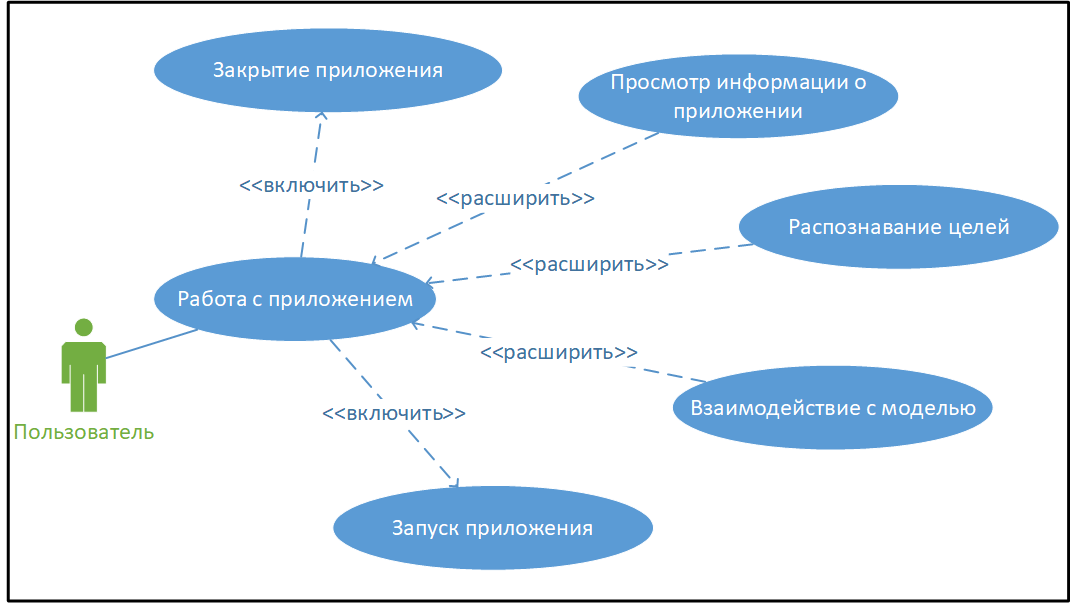 Закрытие приложения
Просмотр информации о
приложении
<<включить>>
<<расширить>>
Распознавание целей
<<расширить>>
Работа с приложением
<<расширить>>
Взаимодействие с моделью
<<включить>>
Пользователь
Запуск приложения